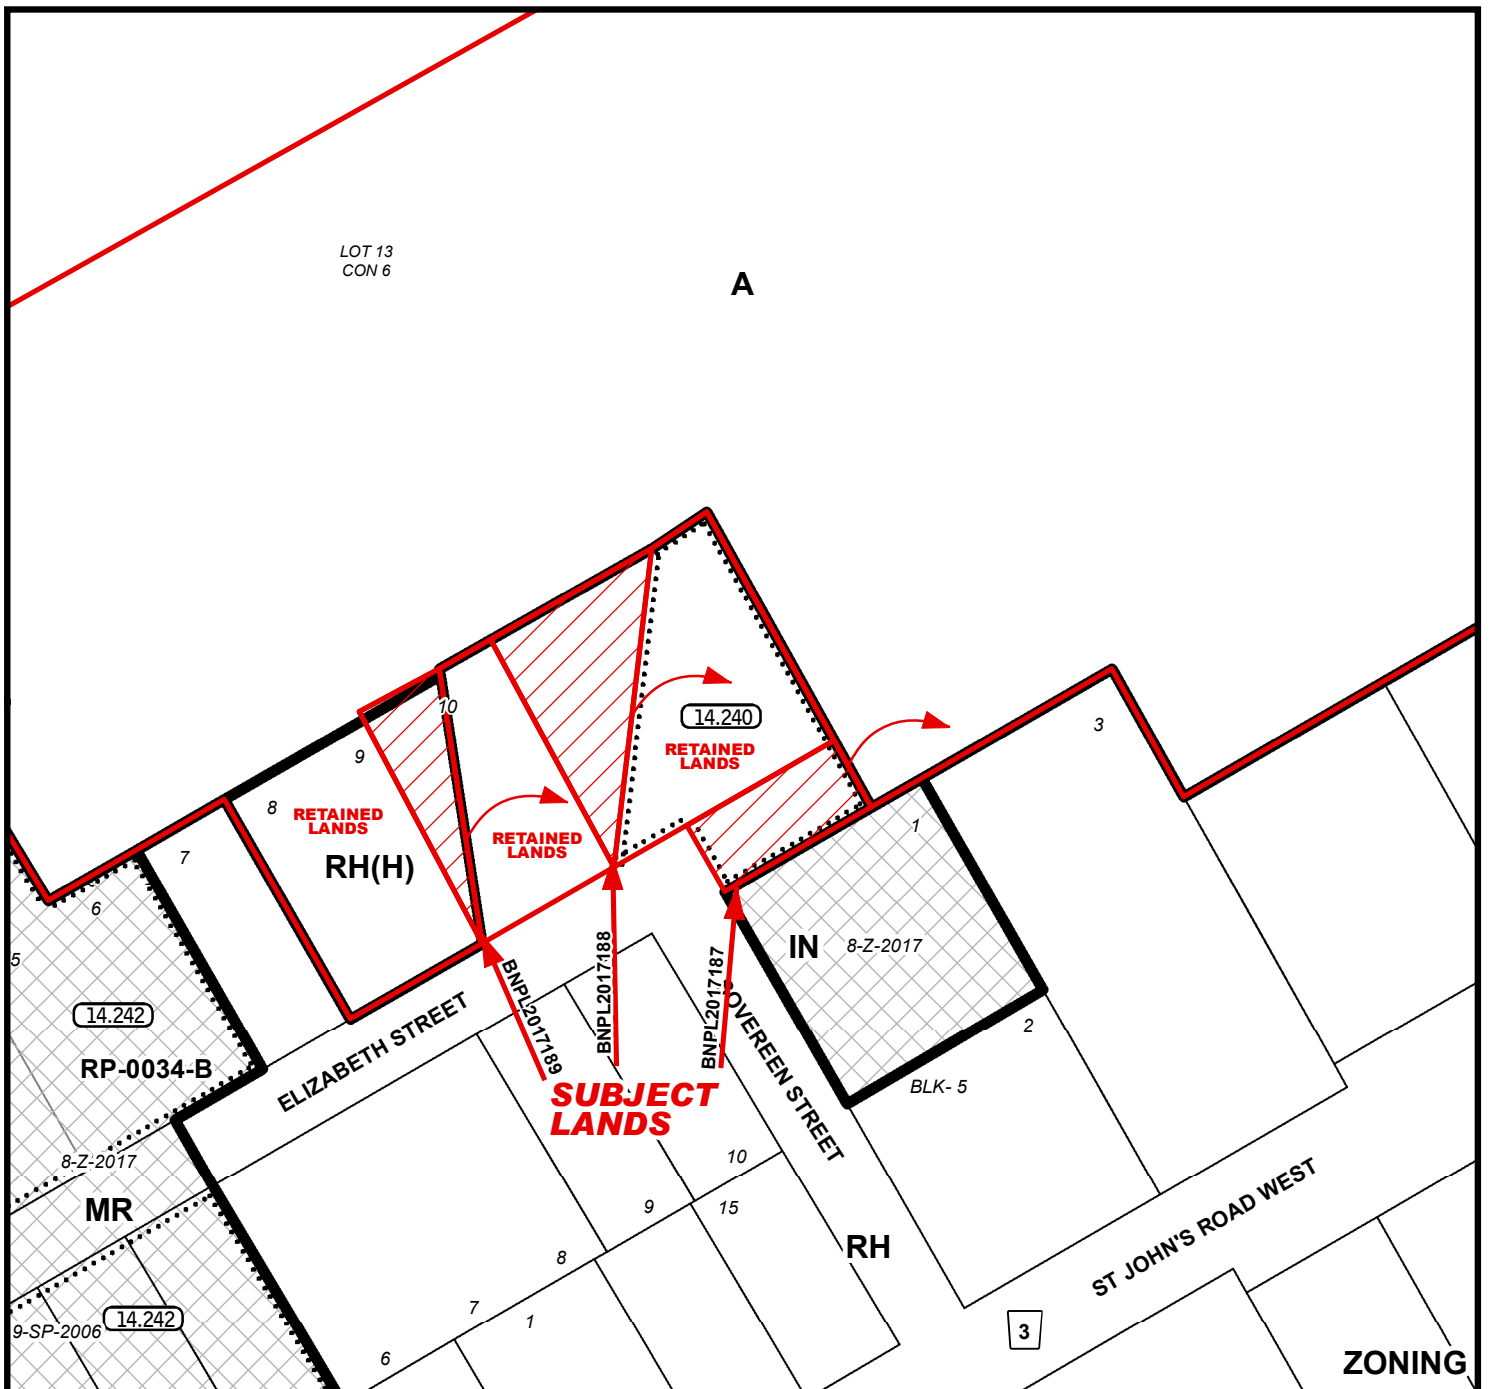 LOT 13
CON 6
A
10
9
8
7
6
5
3
1
2
14.240
RETAINED
LANDS
RETAINED
LANDS
RETAINED
LANDS
RH(H)
IN
8-Z-2017
14.242
RP-0034-B
ELIZABETH STREET
BNPL2017189
BNPL2017188
BNPL2017187
SUBJECT
LANDS
BLK- 5
8-Z-2017
MR
10
9
15
8
7
1
6
RH
ST JOHN'S ROAD WEST
3
14.242
9-SP-2006
ZONING